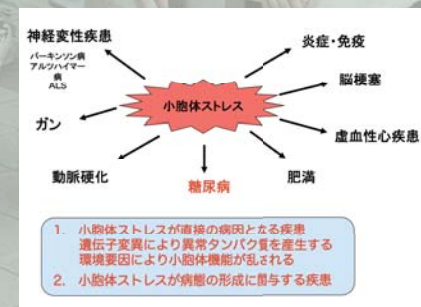 神経変性疾患
パーキンソン病
アルツハイマー
病
ALS
炎症・免疫
脳梗塞
小胞体ストレス
ガン
虚血性心疾患
動脈硬化
糖尿病
肥満
1. 小胞体ストレスが直接の病因となる疾患
遺伝子変異により異常タンパク質を産生する
環境要因により小胞体機能が乱される
2. 小胞体ストレスが病態の形成に関与する疾患